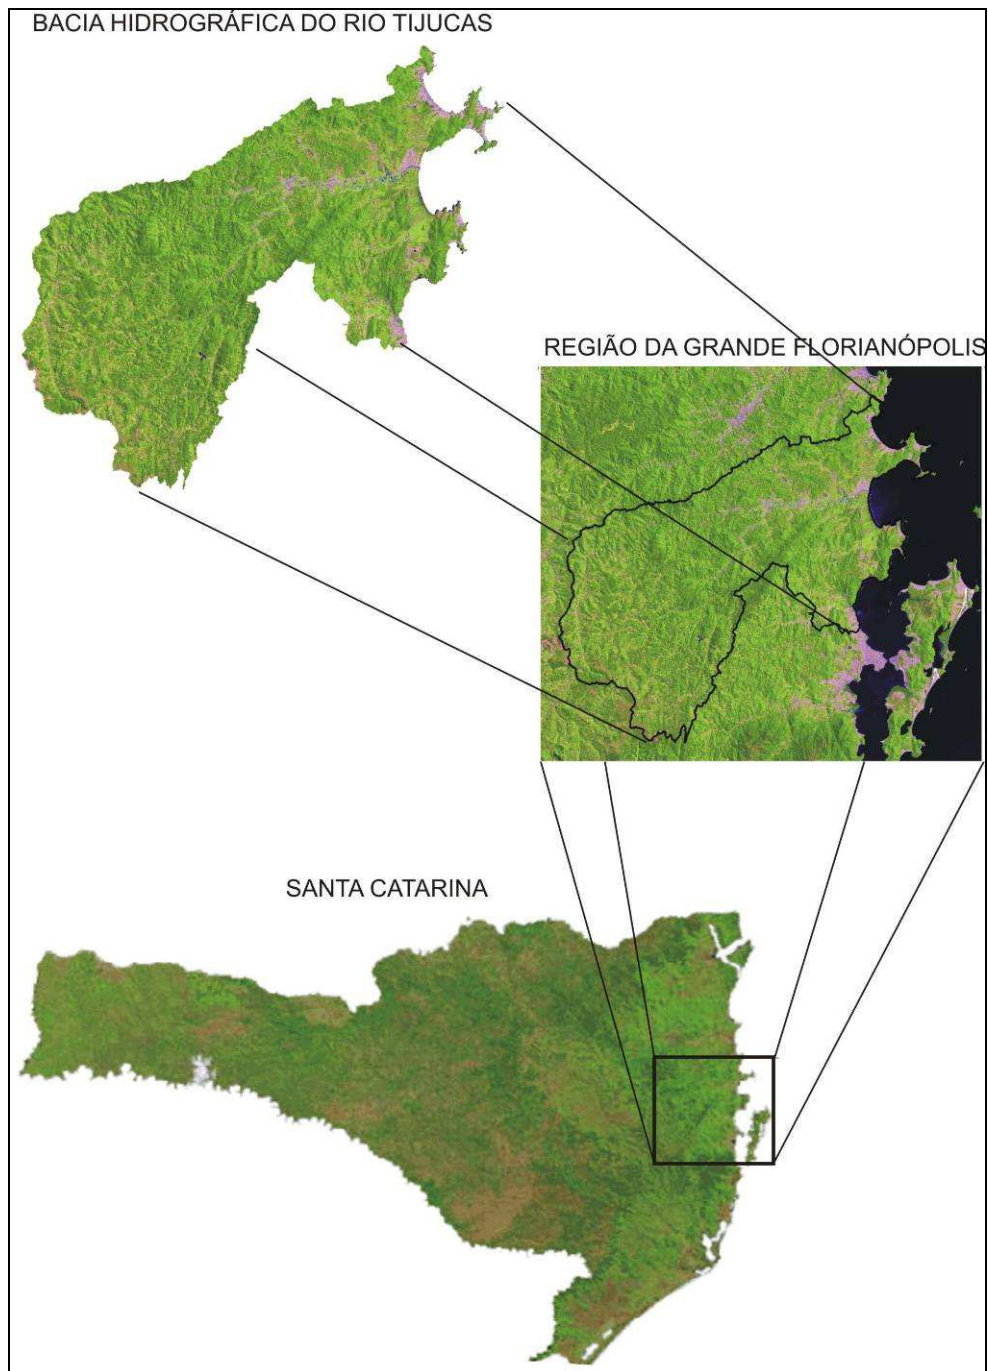 BACIA HIDROGRÁFICA DO RIO TIJUCAS
REGIÃO DA GRANDE FLORIANÓPOLIS
SANTA CATARINA